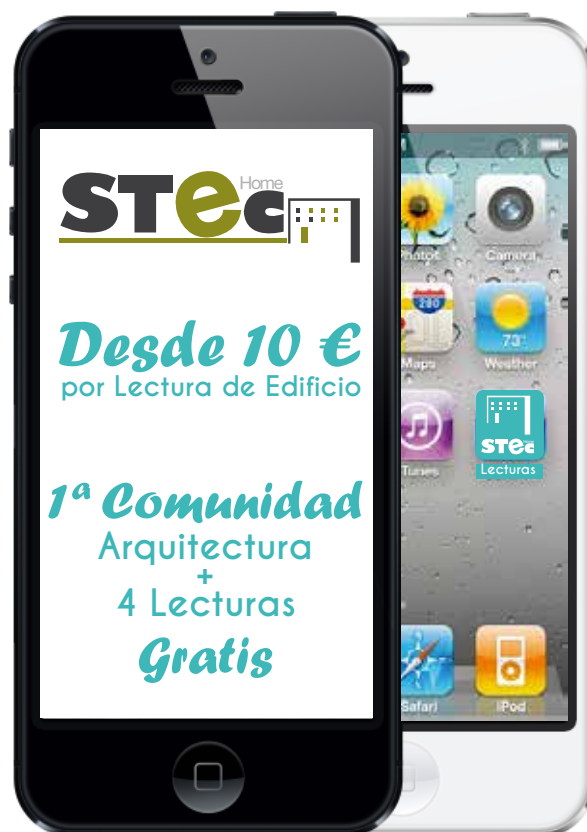 STec Home
Desde 10 €
por Lectura de Edificio
1ª Comunidad
Arquitectura
+
4 Lecturas
Gratis
Photos
Camera
280
Maps
73°
Weather
iTunes
STec
Lecturas
Safari
iPod